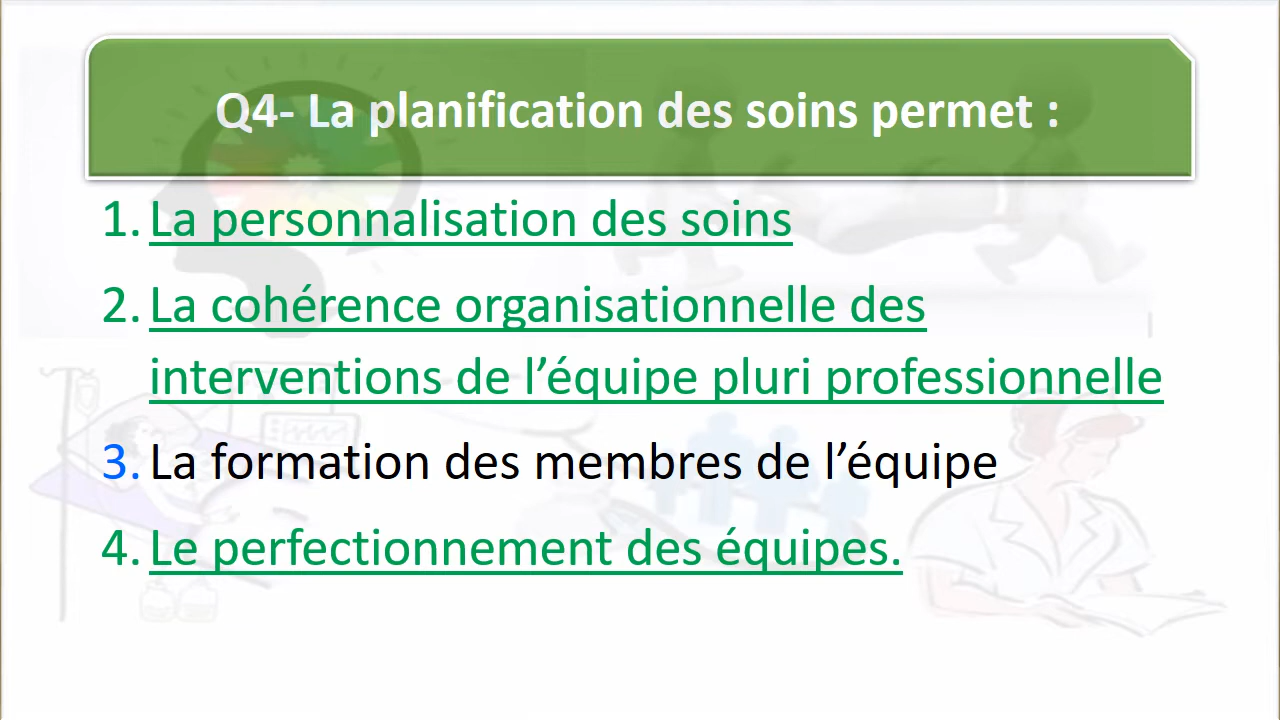 Q4- La planification des soins permet :
1. La personnalisation des soins
2. La cohérence organisationnelle des
interventions de l’équipe pluri professionnelle
3. La formation des membres de l’équipe
4. Le perfectionnement des équipes.